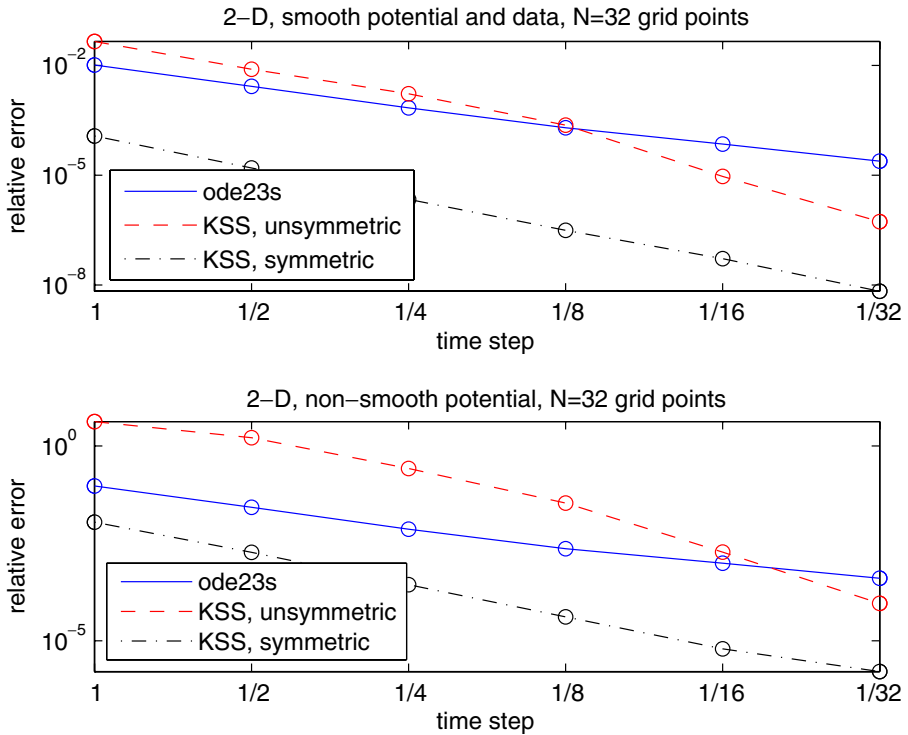 2−D, smooth potential and data, N=32 grid points
relative error
10−2
10−5
10−8
ode23s
KSS, unsymmetric
KSS, symmetric
1 1/2 1/4 1/8 1/16 1/32
time step
2−D, non−smooth potential, N=32 grid points
relative error
100
10−5
ode23s
KSS, unsymmetric
KSS, symmetric
1 1/2 1/4 1/8 1/16 1/32
time step